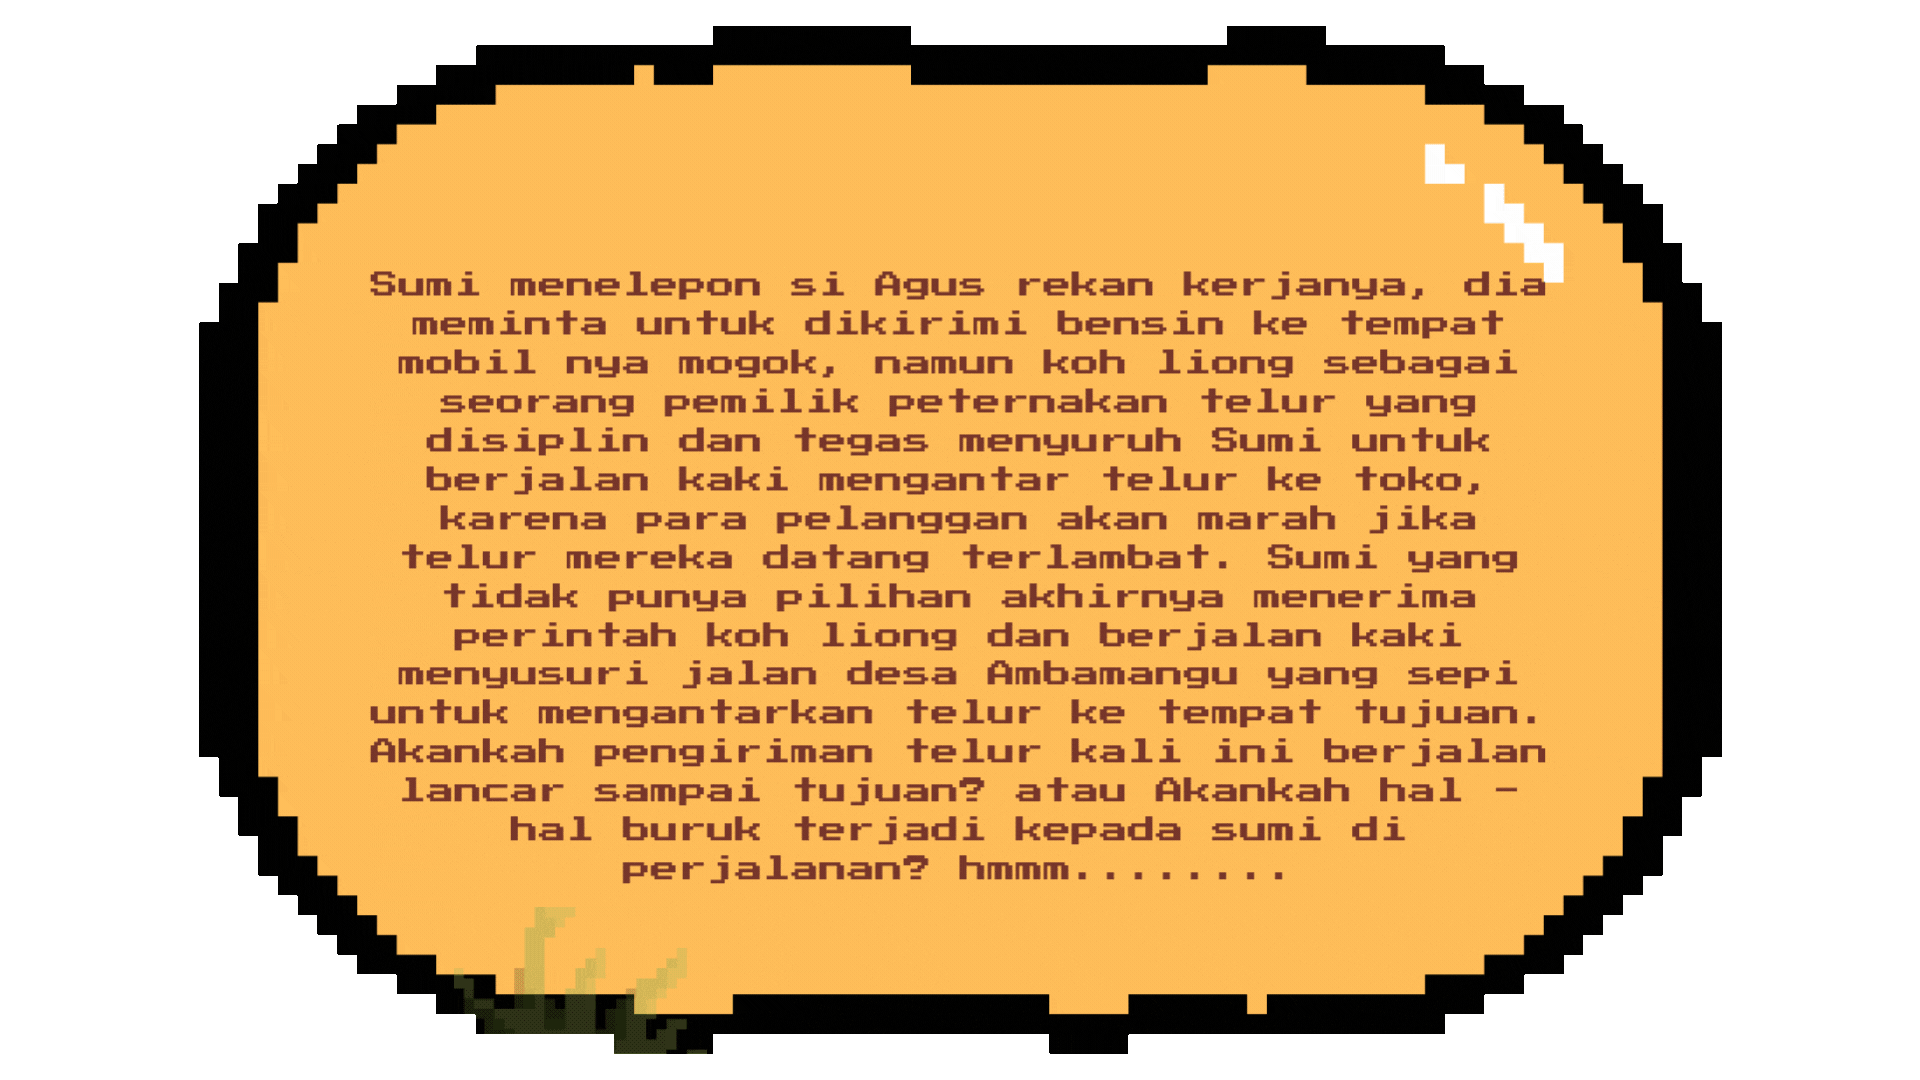 Sumi menelepon si Agus rekan kerjanya, dia
meminta untuk dikirimi bensin ke tempat
mobil nya mogok, namun koh liong sebagai
seorang pemilik peternakan telur yang
disiplin dan tegas menyuruh Sumi untuk
berjalan kaki mengantar telur ke toko,
karena para pelanggan akan marah jika
telur mereka datang terlambat. Sumi yang
tidak punya pilihan akhirnya menerima
perintah koh liong dan berjalan kaki
menyusuri jalan desa Ambamangu yang sepi
untuk mengantarkan telur ke tempat tujuan.
Akankah pengiriman telur kali ini berjalan
lancar sampai tujuan? atau Akankah hal -
hal buruk terjadi kepada sumi di
perjalanan? hmmm........